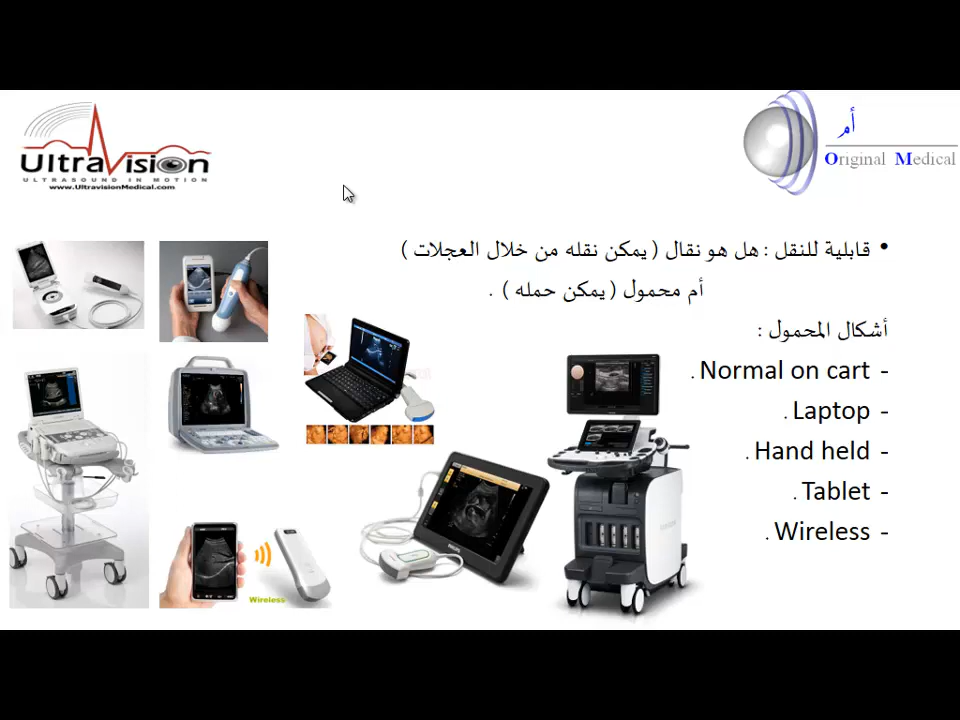 UltraVision
ULTRASOUND IN MOTION
www.UltravisionMedical.com
أم
Original Medical
• قابلية للنقل : هل هو نقال ( يمكن نقله من خلال العجلات )
أم محمول ( يمكن حمله ) .
أشكال المحمول :
- Normal on cart .
- Laptop .
- Hand held .
- Tablet .
- Wireless .
Wireless
PHILIPS